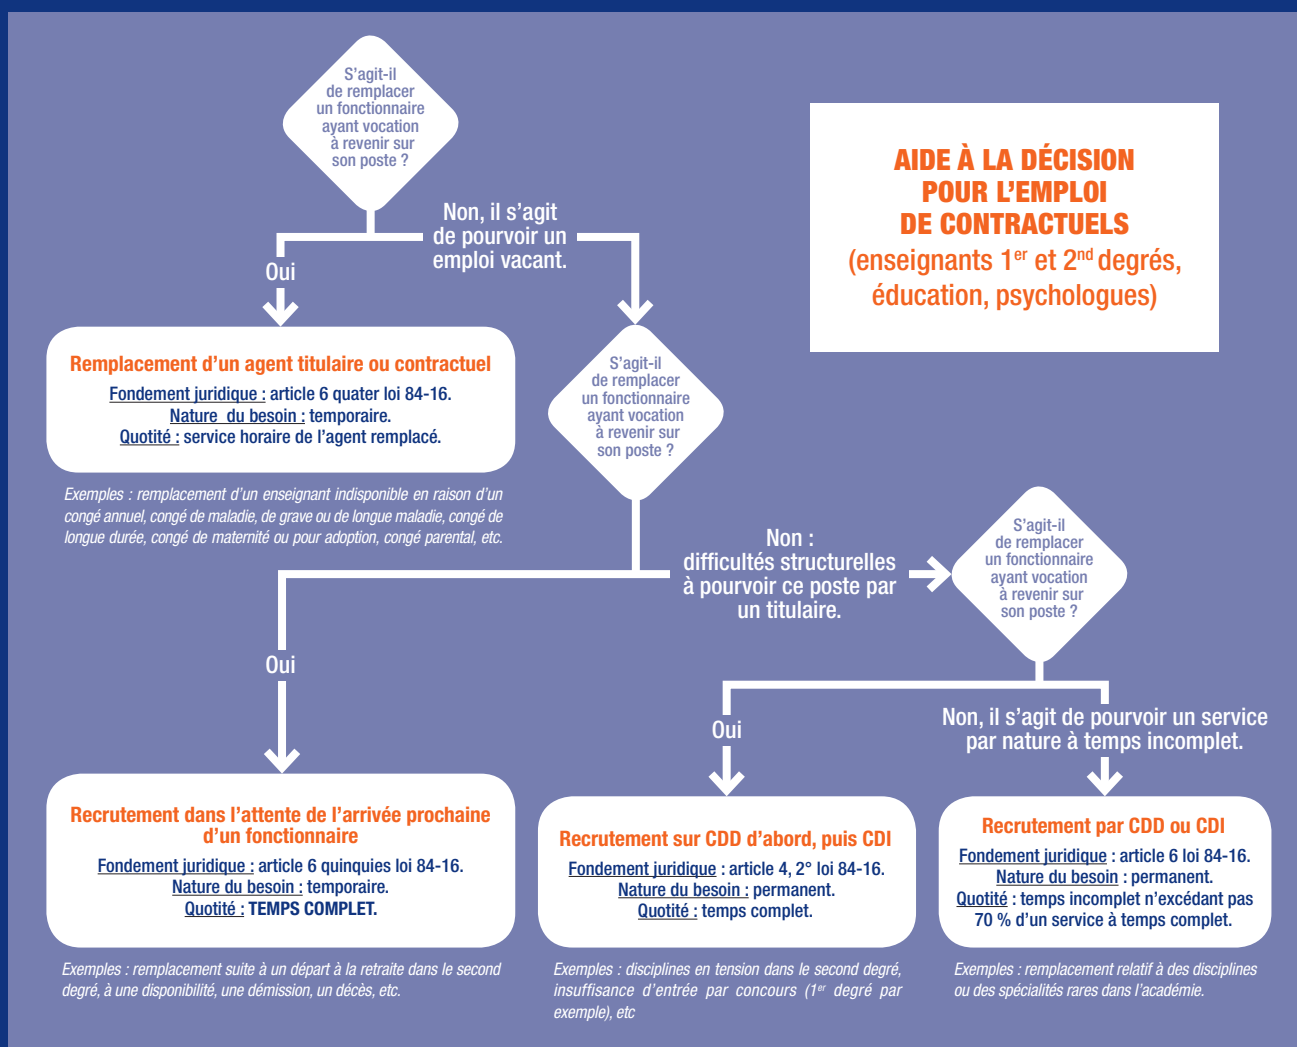 S’agit-il
de remplacer
un fonctionnaire
ayant vocation
à revenir sur
son poste ?
AIDE À LA DÉCISION
POUR L’EMPLOI
DE CONTRACTUELS
(enseignants 1er et 2nd degrés,
éducation, psychologues)
Non, il s’agit
de pourvoir un
emploi vacant.
Oui
Remplacement d’un agent titulaire ou contractuel
Fondement juridique : article 6 quater loi 84-16.
Nature du besoin : temporaire.
Quotité : service horaire de l’agent remplacé.
Exemples : remplacement d’un enseignant indisponible en raison d’un
congé annuel, congé de maladie, de grave ou de longue maladie, congé de
longue durée, congé de maternité ou pour adoption, congé parental, etc.
S’agit-il
de remplacer
un fonctionnaire
ayant vocation
à revenir sur
son poste ?
Non :
difficultés structurelles
à pourvoir ce poste par
un titulaire.
S’agit-il
de remplacer
un fonctionnaire
ayant vocation
à revenir sur
son poste ?
Oui
Oui
Non, il s’agit de pourvoir un service
par nature à temps incomplet.
Recrutement dans l’attente de l’arrivée prochaine
d’un fonctionnaire
Fondement juridique : article 6 quinquies loi 84-16.
Nature du besoin : temporaire.
Quotité : TEMPS COMPLET.
Exemples : remplacement suite à un départ à la retraite dans le second
degré, à une disponibilité, une démission, un décès, etc.
Recrutement sur CDD d’abord, puis CDI
Fondement juridique : article 4, 2° loi 84-16.
Nature du besoin : permanent.
Quotité : temps complet.
Exemples : disciplines en tension dans le second degré,
insuffisance d’entrée par concours (1er degré par
exemple), etc
Recrutement par CDD ou CDI
Fondement juridique : article 6 loi 84-16.
Nature du besoin : permanent.
Quotité : temps incomplet n’excédant pas
70 % d’un service à temps complet.
Exemples : remplacement relatif à des disciplines
ou des spécialités rares dans l’académie.